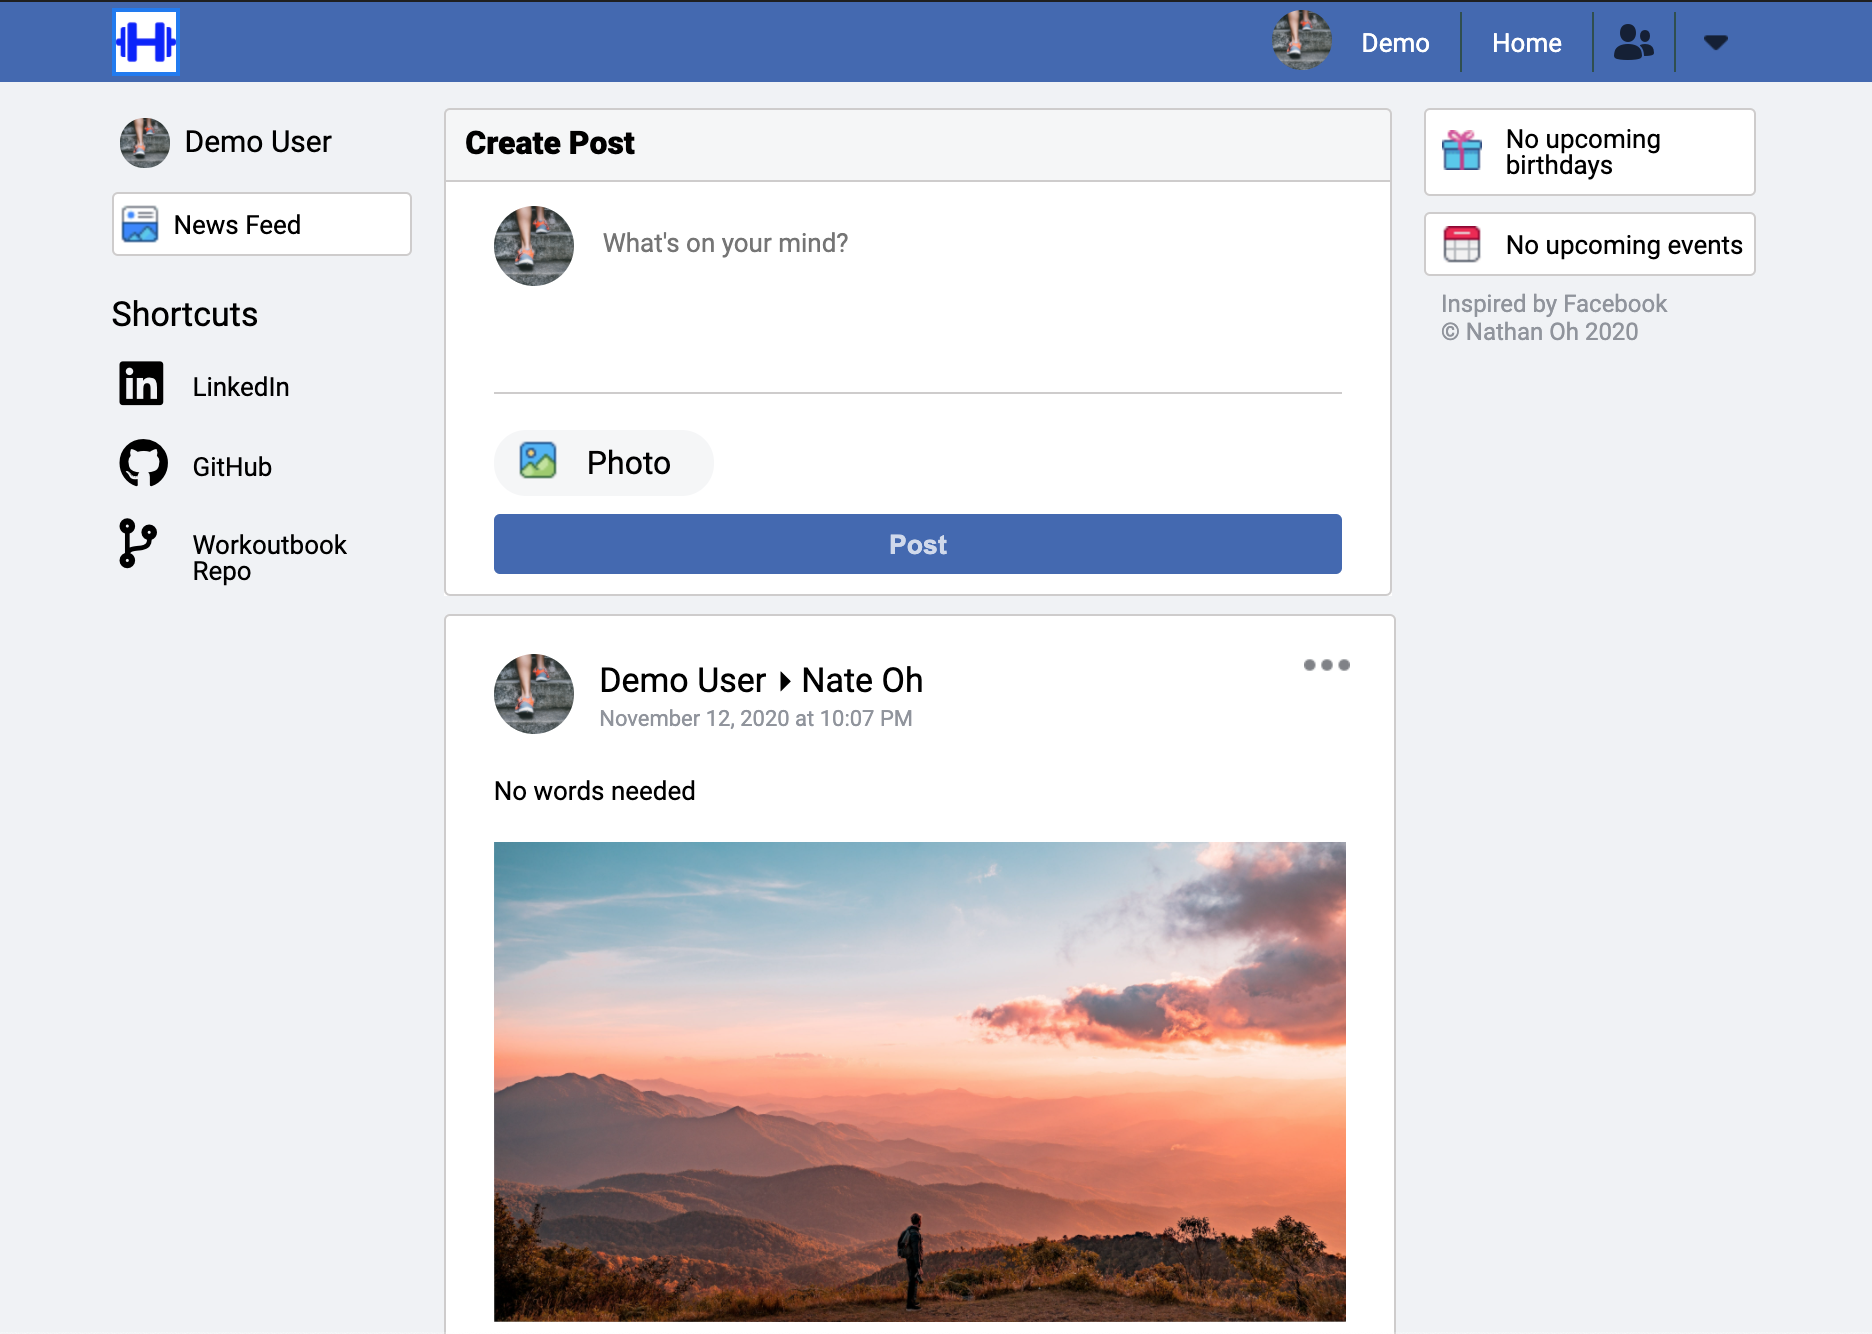 H
Demo
Home
Demo User
News Feed
Shortcuts
LinkedIn
GitHub
Workoutbook
Repo
Create Post
What's on your mind?
Photo
Post
Demo User Nate Oh
November 12, 2020 at 10:07 PM
No words needed
No upcoming
birthdays
No upcoming events
Inspired by Facebook
© Nathan Oh 2020